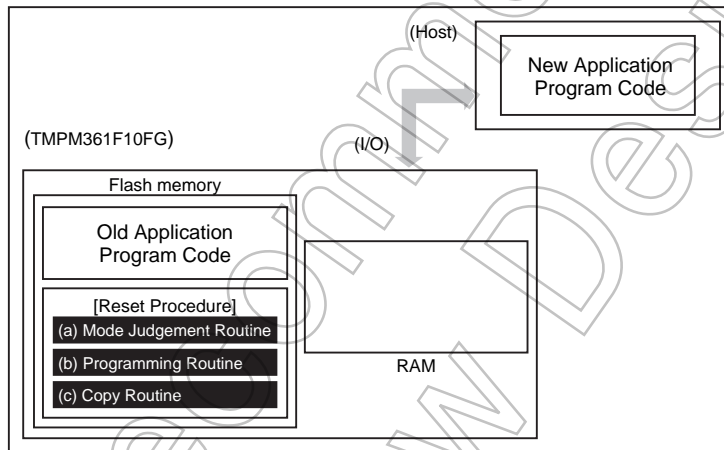 (Host)
New Application
Program Code
(TMPM361F10FG)
(I/O)
Flash memory
Old Application
Program Code
[Reset Procedure]
(a) Mode Judgement Routine
(b) Programming Routine
(c) Copy Routine
RAM